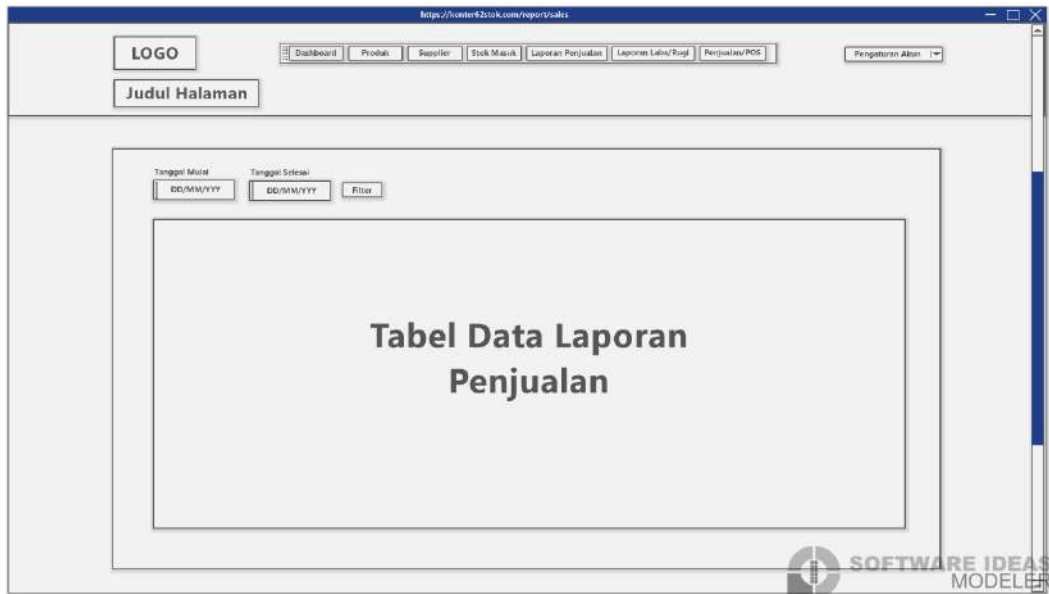 https://konter62stok.com/report/sales
LOGO
Dashboard Produk Supplier Stok Masuk Laporan Penjualan Laporan Laba/Rugi Penjualan/POS
Pengaturan Akun
Judul Halaman
Tanggal Mulai Tanggal Selesai
DD/MM/YYY DD/MM/YYY Filter
Tabel Data Laporan
Penjualan
SOFTWARE IDEAS
MODELER